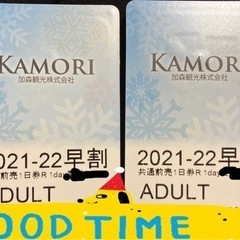 KAMORI
加森観光株式会社
2021-22早割
共通前売1日券R 1day
ADULT
KAMORI
加森観光株式会社
2021-22早
共通前売1日券R 1da
ADULT
GOOD TIME